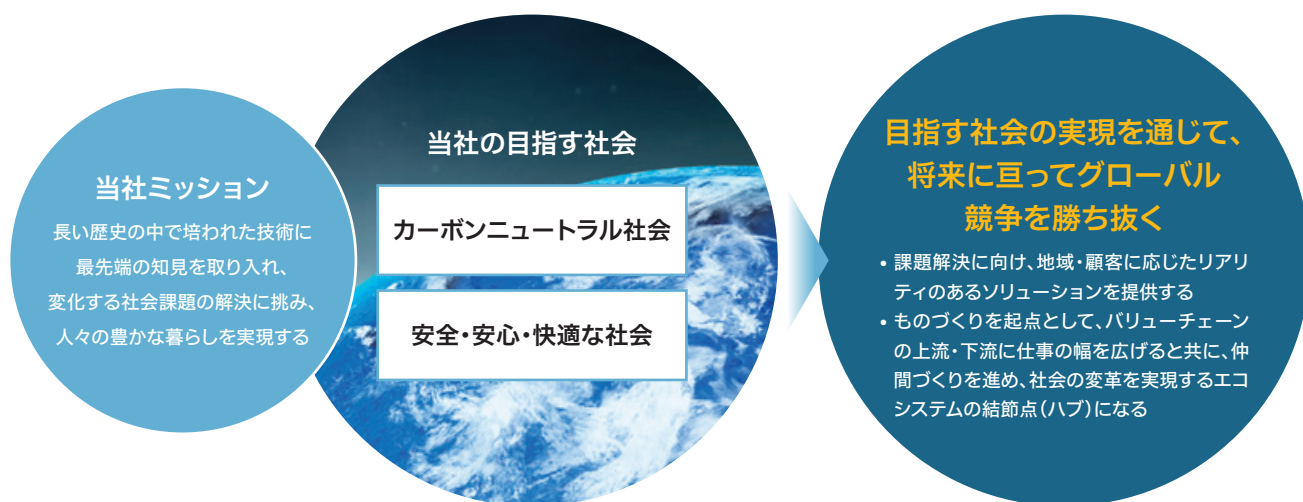 当社ミッション
長い歴史の中で培われた技術に
最先端の知見を取り入れ、
変化する社会課題の解決に挑み、
人々の豊かな暮らしを実現する
当社の目指す社会
カーボンニュートラル社会
安全・安心・快適な社会
目指す社会の実現を通じて、
将来に亘ってグローバル
競争を勝ち抜く
• 課題解決に向け、地域・顧客に応じたリアリ
ティのあるソリューションを提供する
• ものづくりを起点として、バリューチェーン
の上流・下流に仕事の幅を広げると共に、仲
間づくりを進め、社会の変革を実現するエコ
システムの結節点(ハブ)になる